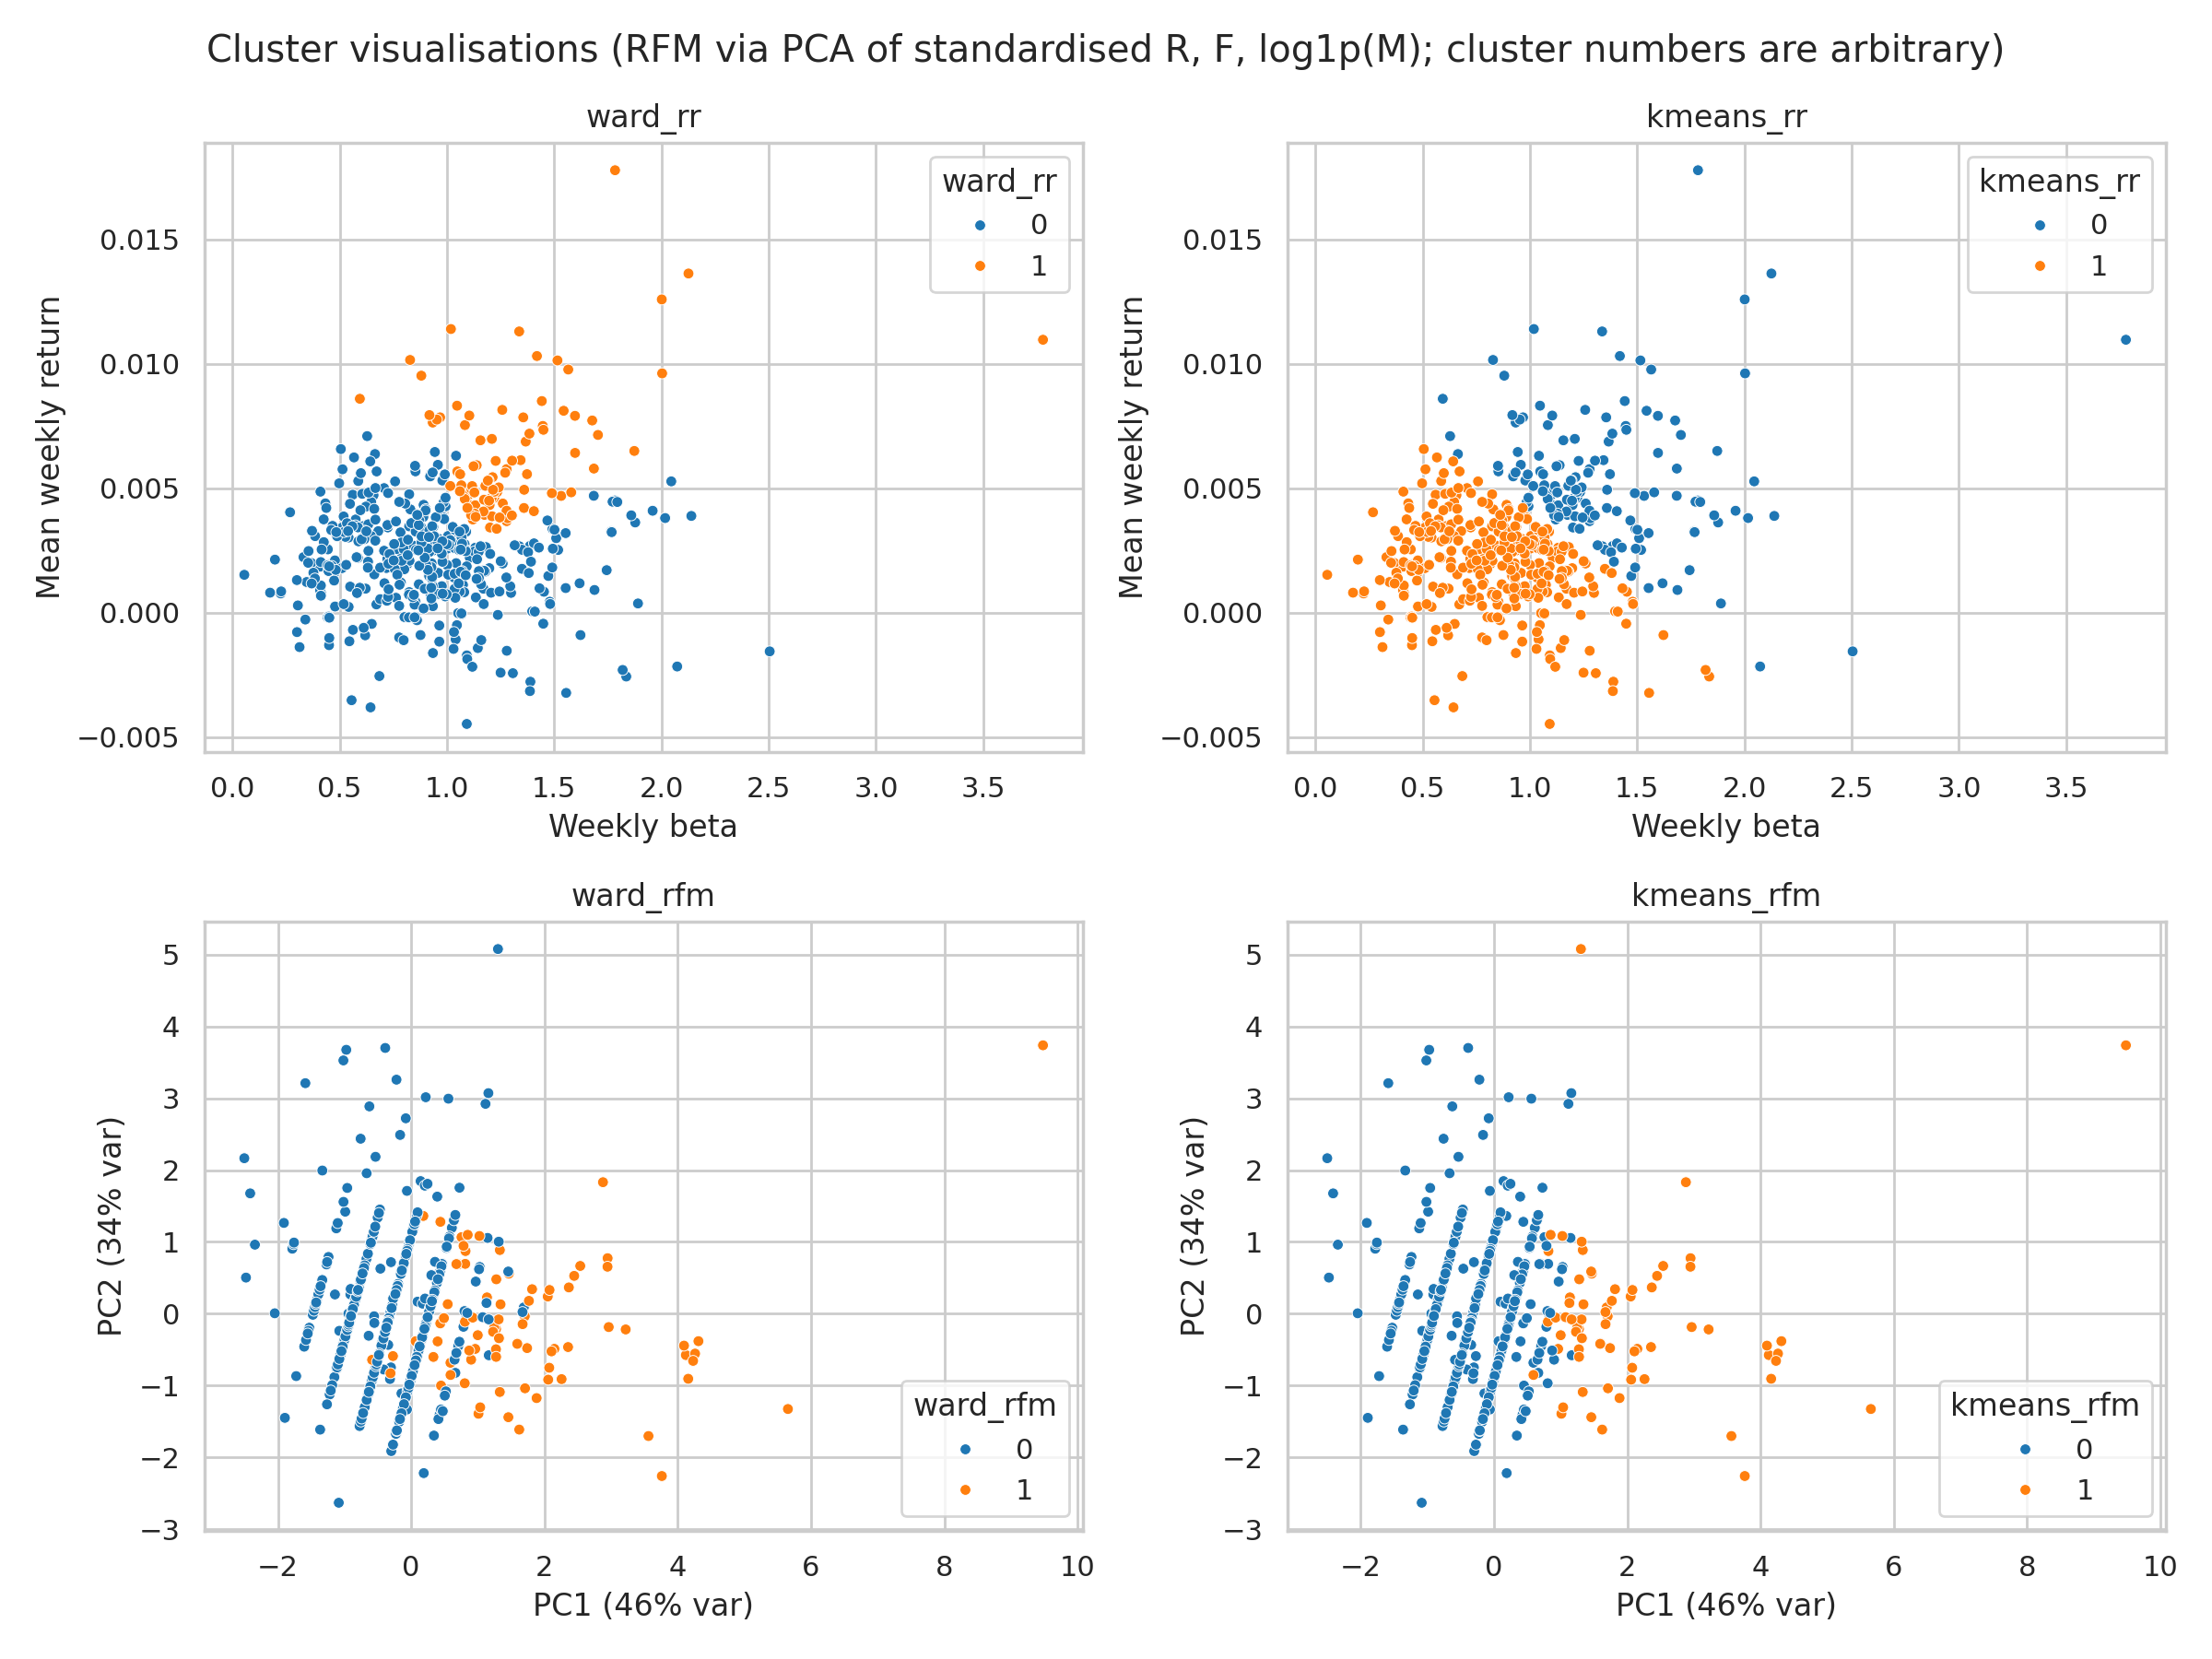 Cluster visualisations (RFM via PCA of standardised R, F, log1p(M); cluster numbers are arbitrary)
ward_rr
ward_rr
0
1
0.015
0.010
0.005
0.000
−0.005
Mean weekly return
0.0 0.5 1.0 1.5 2.0 2.5 3.0 3.5
Weekly beta
kmeans_rr
kmeans_rr
0
1
0.015
0.010
0.005
0.000
−0.005
Mean weekly return
0.0 0.5 1.0 1.5 2.0 2.5 3.0 3.5
Weekly beta
ward_rfm
5
4
3
2
1
0
−1
−2
−3
PC2 (34% var)
ward_rfm
0
1
−2 0 2 4 6 8 10
PC1 (46% var)
kmeans_rfm
5
4
3
2
1
0
−1
−2
−3
PC2 (34% var)
kmeans_rfm
0
1
−2 0 2 4 6 8 10
PC1 (46% var)